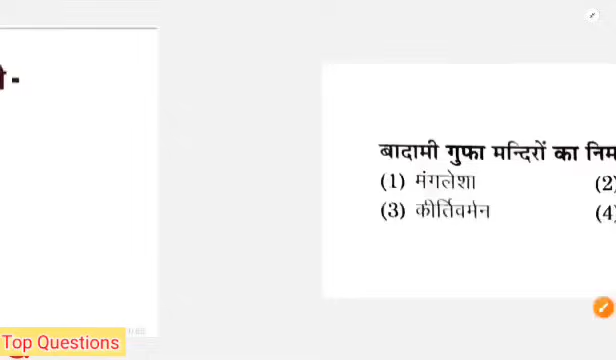 बादामी गुफा मन्दिरों का निम
(1) मंगलेशा (2)
(3) कीर्तिवर्मन (4)
Top Questions